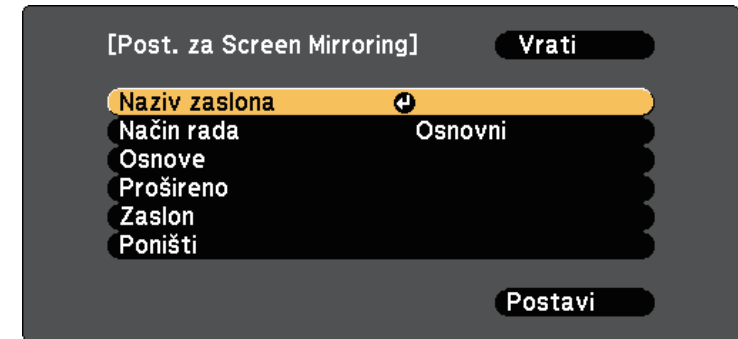 [Post. za Screen Mirroring] Vrati
Naziv zaslona
Način rada Osnovni
Osnove
Prošireno
Zaslon
Poništi
Postavi